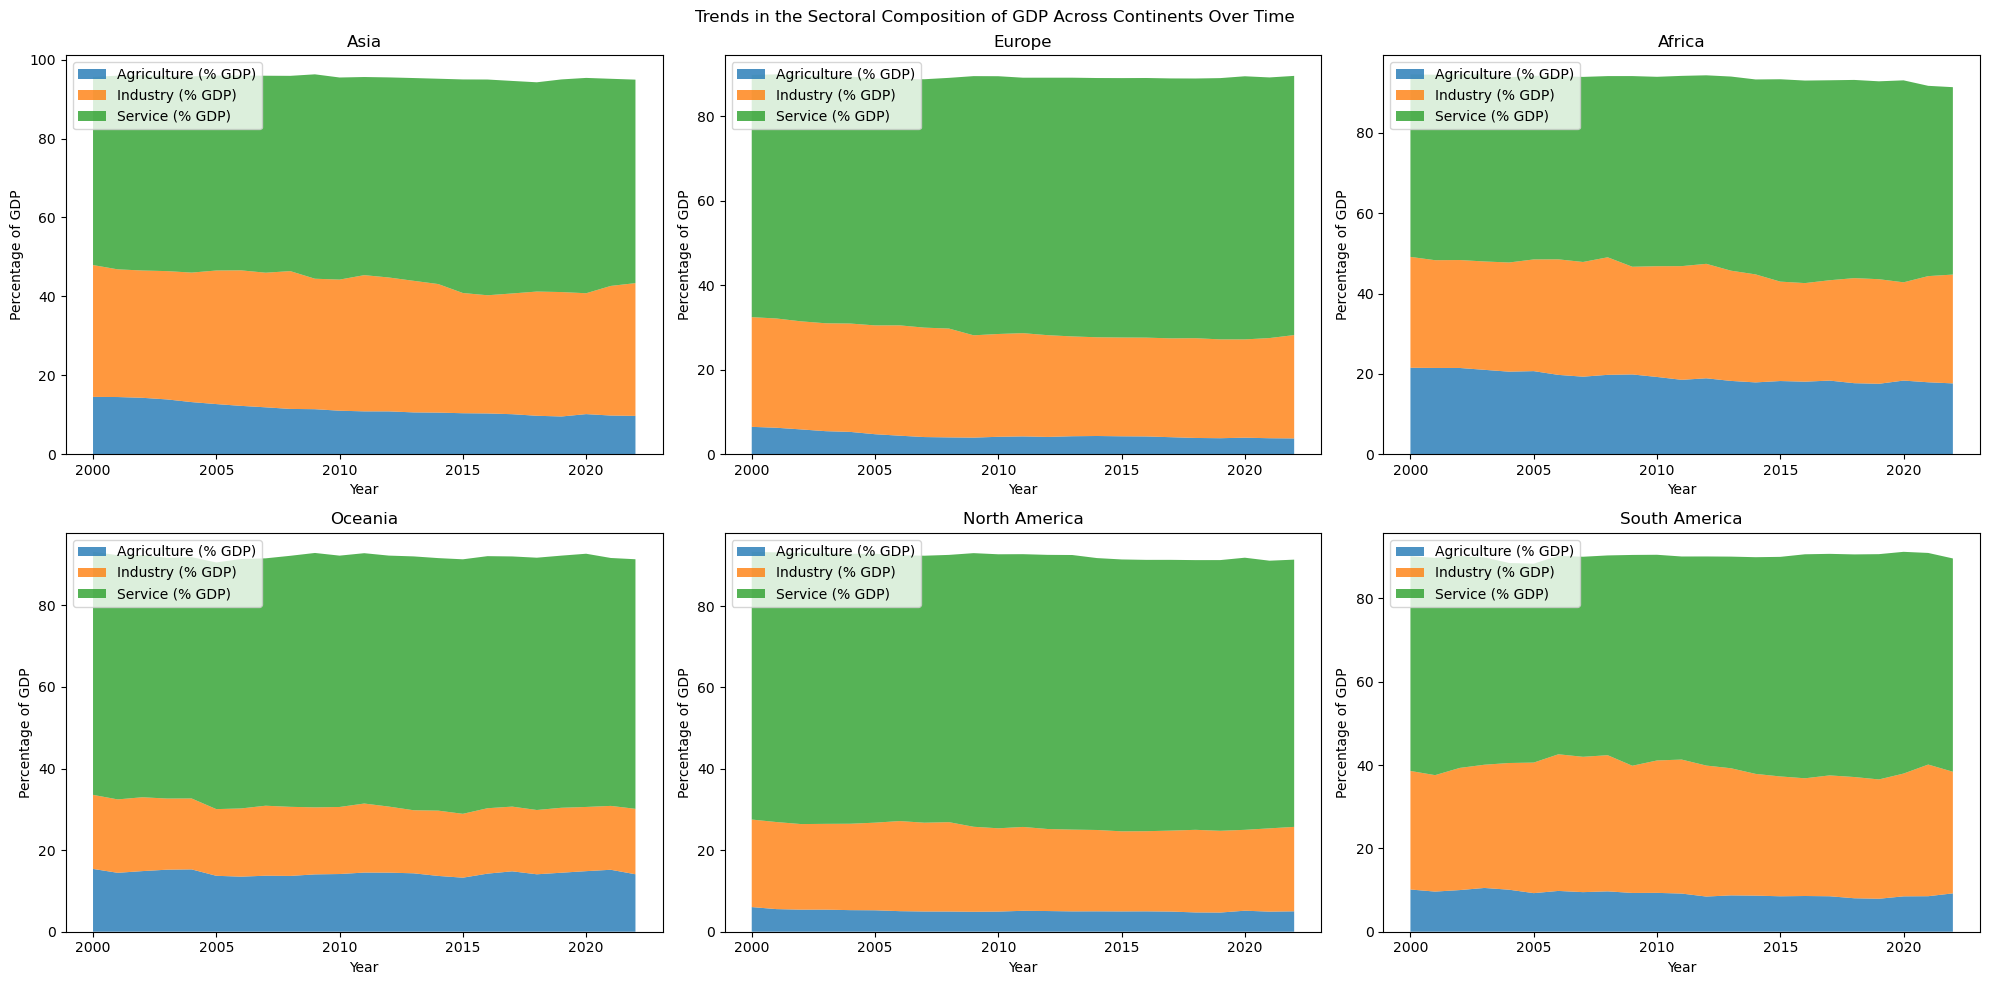 Trends in the Sectoral Composition of GDP Across Continents Over Time
Asia
Percentage of GDP
100
80
60
40
20
0
Agriculture (% GDP)
Industry (% GDP)
Service (% GDP)
2000 2005 2010 2015 2020
Year
Europe
Percentage of GDP
80
60
40
20
0
Agriculture (% GDP)
Industry (% GDP)
Service (% GDP)
2000 2005 2010 2015 2020
Year
Africa
Percentage of GDP
80
60
40
20
0
Agriculture (% GDP)
Industry (% GDP)
Service (% GDP)
2000 2005 2010 2015 2020
Year
Oceania
Percentage of GDP
80
60
40
20
0
Agriculture (% GDP)
Industry (% GDP)
Service (% GDP)
2000 2005 2010 2015 2020
Year
North America
Percentage of GDP
80
60
40
20
0
Agriculture (% GDP)
Industry (% GDP)
Service (% GDP)
2000 2005 2010 2015 2020
Year
South America
Percentage of GDP
80
60
40
20
0
Agriculture (% GDP)
Industry (% GDP)
Service (% GDP)
2000 2005 2010 2015 2020
Year